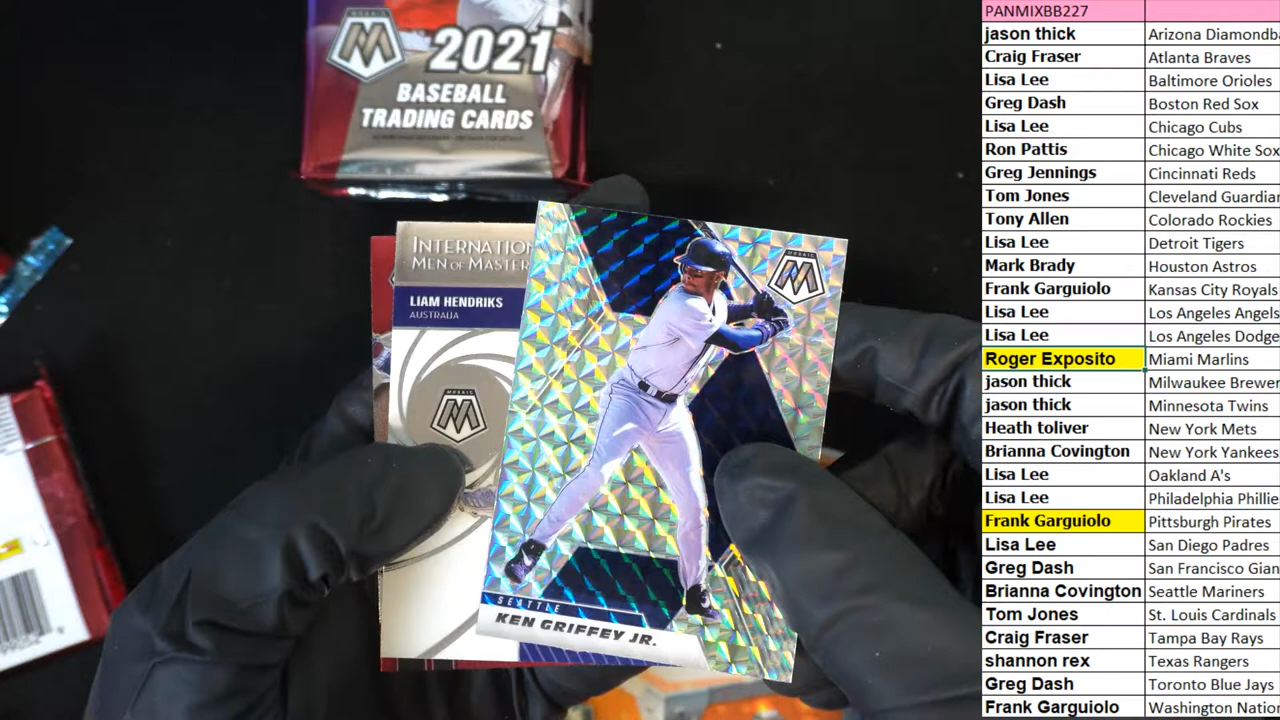 MOSAIC
2021
BASEBALL
TRADING CARDS
INTERNATION
MEN OF MASTER
LIAM HENDRIKS
AUSTRALIA
MOSAIC
MOSAIC
SEATTLE
KEN GRIFFEY JR.
PANMIXBB227
jason thick Arizona Diamondba
Craig Fraser Atlanta Braves
Lisa Lee Baltimore Orioles
Greg Dash Boston Red Sox
Lisa Lee Chicago Cubs
Ron Pattis Chicago White Sox
Greg Jennings Cincinnati Reds
Tom Jones Cleveland Guardian
Tony Allen Colorado Rockies
Lisa Lee Detroit Tigers
Mark Brady Houston Astros
Frank Garguiolo Kansas City Royals
Lisa Lee Los Angeles Angels
Lisa Lee Los Angeles Dodge
Roger Exposito Miami Marlins
jason thick Milwaukee Brewer
jason thick Minnesota Twins
Heath toliver New York Mets
Brianna Covington New York Yankees
Lisa Lee Oakland A's
Lisa Lee Philadelphia Phillie
Frank Garguiolo Pittsburgh Pirates
Lisa Lee San Diego Padres
Greg Dash San Francisco Gian
Brianna Covington Seattle Mariners
Tom Jones St. Louis Cardinals
Craig Fraser Tampa Bay Rays
shannon rex Texas Rangers
Greg Dash Toronto Blue Jays
Frank Garguiolo Washington Natio